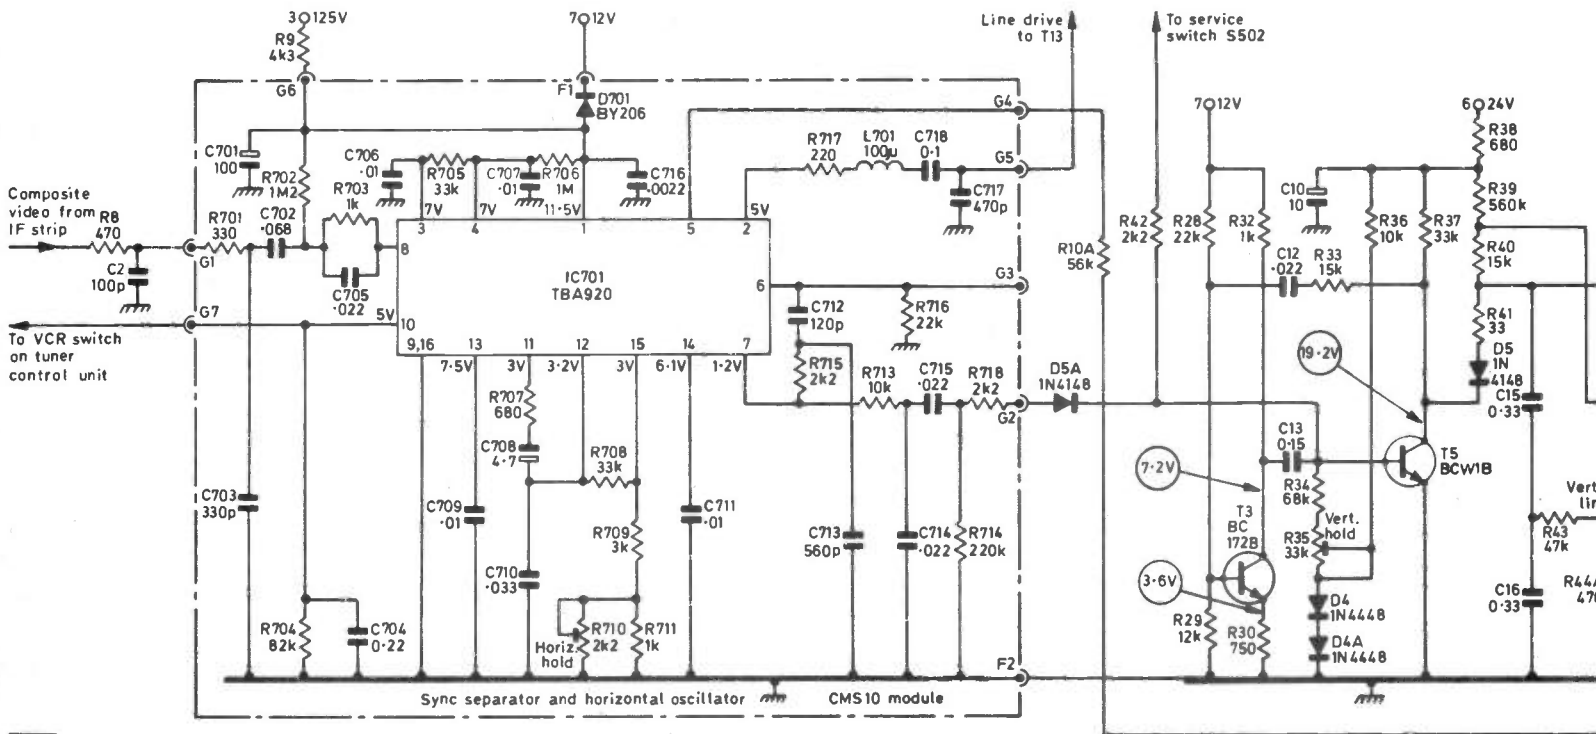 3 125V
R9
4k3
7 12V
Line drive
to T13
To service
switch S502
G6
F1
D701
BY206
G4
7 12V
6 24V
R38
680
C701
100
C706
·01
R705
33k
C707
·01
R706
1M
C716
·0022
R717
220
L701
100µ
C718
0·1
G5
C717
470p
R702
1M2
R703
1k
7V
7V
11·5V
5V
Composite
video from
IF strip
R8
470
R701
330
C702
·068
3
4
1
5
2
8
R42
2k2
R28
22k
R32
1k
C10
10
R36
10k
R37
33k
R39
560k
G1
C2
100p
C705
·022
IC701
TBA920
R10A
56k
C12
·022
R33
15k
R40
15k
6
G3
G7
C712
120p
R716
22k
R41
33
5V
10
To VCR switch
on tuner
control unit
9,16
13
11
12
15
14
7
7·5V
3V
3·2V
3V
6·1V
1·2V
R715
2k2
R713
10k
C715
·022
R718
2k2
D5A
1N4148
19·2V
D5
1N
4148
R707
680
G2
C15
0·33
C708
4·7
R708
33k
C13
0·15
T5
BCW1B
7·2V
R34
68k
C703
330p
C709
·01
R709
3k
C711
·01
C713
560p
C714
·022
R714
220k
T3
BC
172B
Vert.
hold
R35
33k
Vert
lin
R43
47k
C710
·033
3·6V
C16
0·33
R44A
R704
82k
C704
0·22
Horiz.
hold
R710
2k2
R711
1k
R29
12k
R30
750
D4
1N4448
D4A
1N4448
F2
Sync separator and horizontal oscillator
CMS10 module